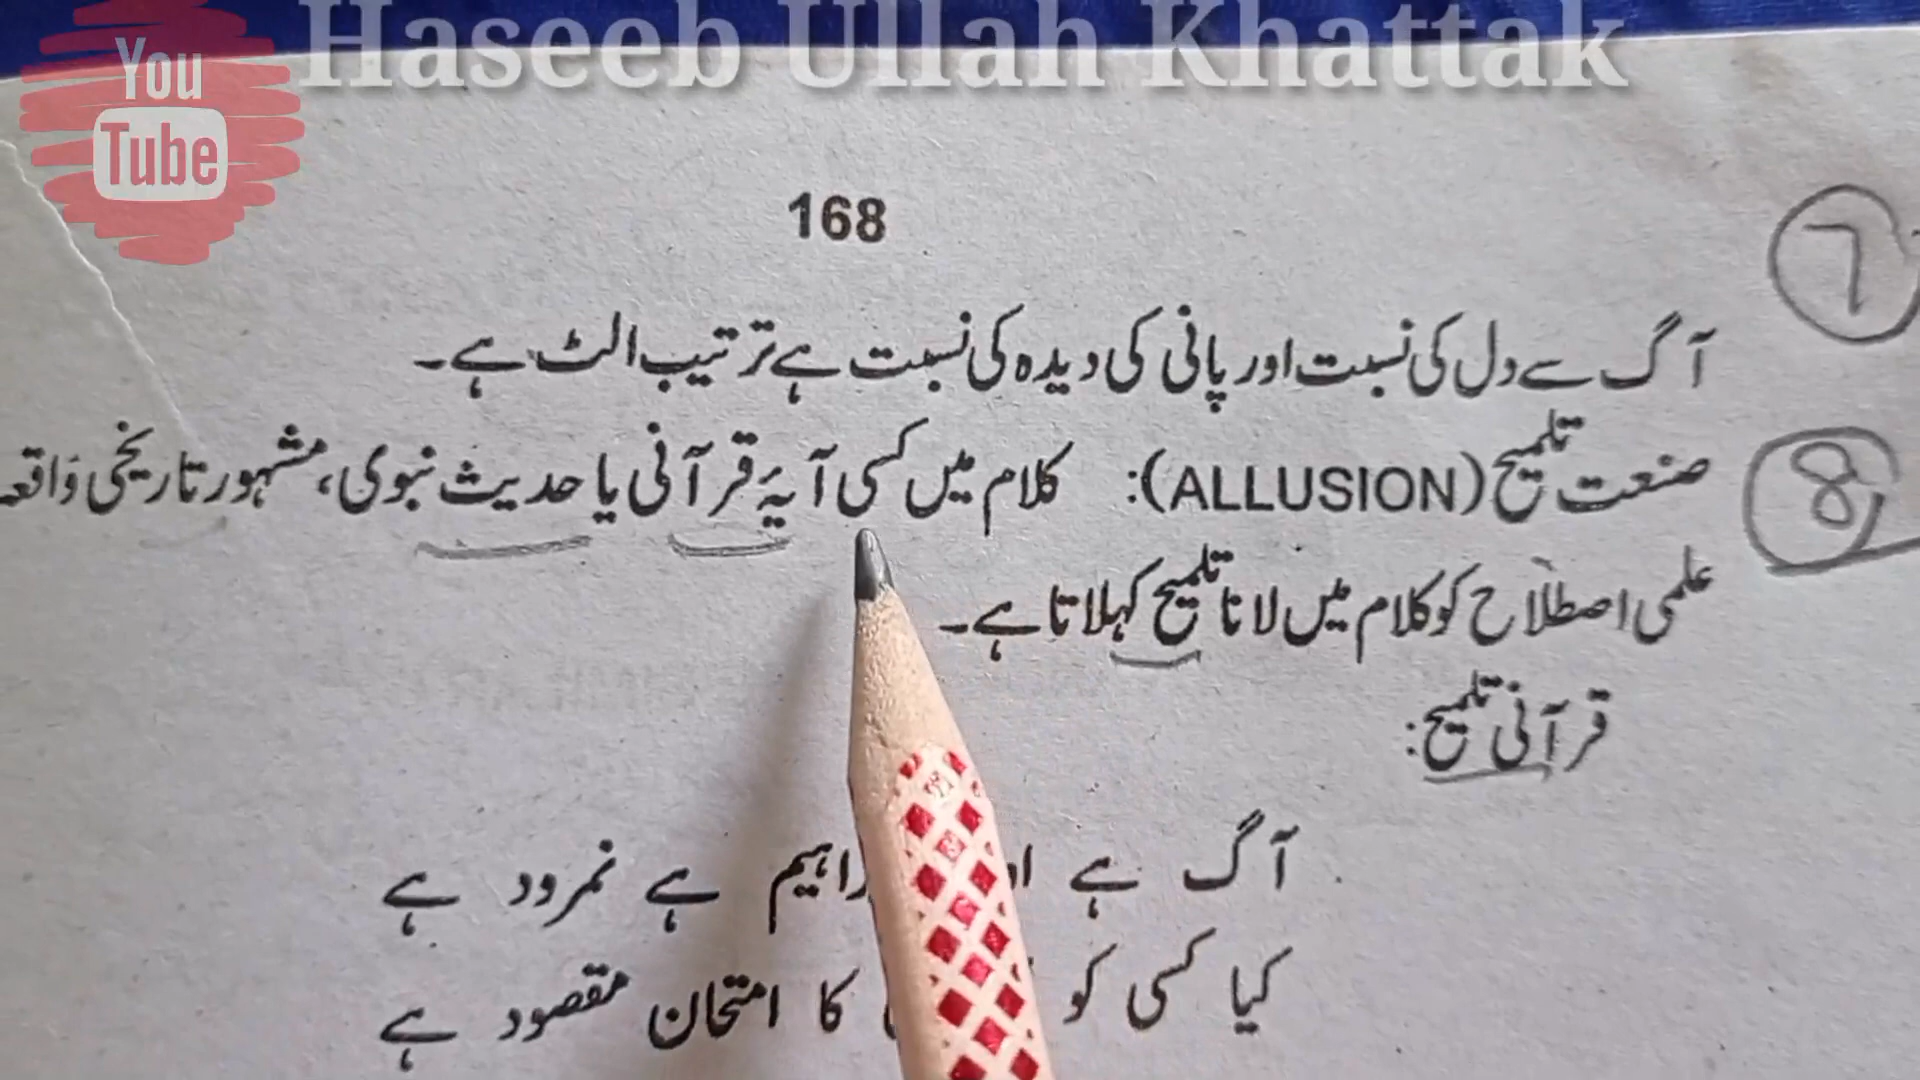 Haseeb Ullah Khattak
You
Tube
168
7
آگ سے دل کی نسبت اور پانی کی دیدہ کی نسبت ہے ترتیب الٹ ہے۔
8
صنعت تلمیح (ALLUSION): کلام میں کسی آیۂ قرآنی یا حدیث نبوی، مشہور تاریخی واقعہ
علمی اصطلاح کو کلام میں لانا تلمیح کہلاتا ہے۔
قرآنی تلمیح:
آگ ہے ہے نمرود ہے
کیا کسی کو کا امتحان مقصود ہے